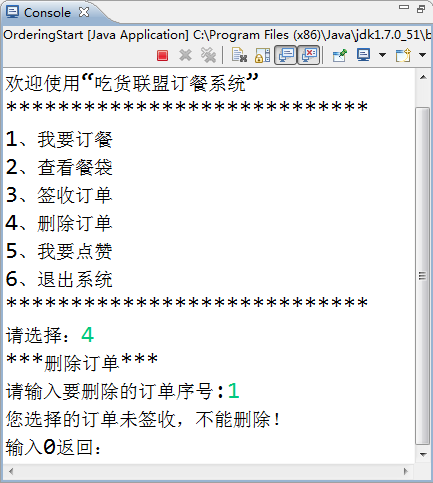 Console
OrderingStart [Java Application] C:\Program Files (x86)\Java\jdk1.7.0_51\b
欢迎使用“吃货联盟订餐系统”
****************************
1、我要订餐
2、查看餐袋
3、签收订单
4、删除订单
5、我要点赞
6、退出系统
****************************
请选择：4
***删除订单***
请输入要删除的订单序号:1
您选择的订单未签收，不能删除！
输入0返回：